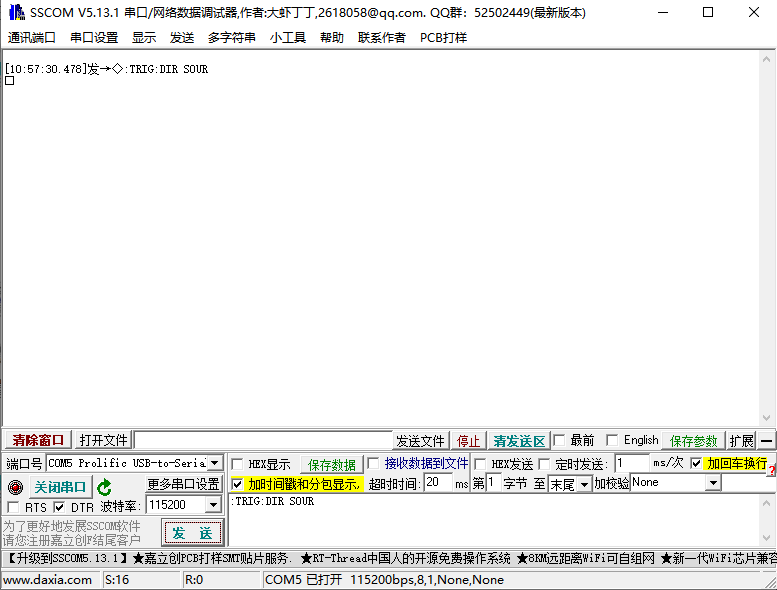 SSCOM V5.13.1 串口/网络数据调试器,作者:大虾丁丁,2618058@qq.com. QQ群: 52502449(最新版本)
通讯端口 串口设置 显示 发送 多字符串 小工具 帮助 联系作者 PCB打样
[10:57:30.478]发→◇:TRIG:DIR SOUR
□
清除窗口 打开文件 发送文件 停止 清发送区 最前 English 保存参数 扩展 —
端口号 COM5 Prolific USB-to-Seria HEX显示 保存数据 接收数据到文件 HEX发送 定时发送: 1 ms/次 加回车换行
关闭串口 更多串口设置 加时间戳和分包显示, 超时时间: 20 ms 第 1 字节 至 末尾 加校验 None ?
RTS DTR 波特率: 115200 :TRIG:DIR SOUR
为了更好地发展SSCOM软件
请您注册嘉立创F结尾客户
发 送
【升级到SSCOM5.13.1】★嘉立创PCB打样SMT贴片服务. ★RT-Thread中国人的开源免费操作系统 ★8KM远距离WiFi可自组网 ★新一代WiFi芯片兼容
www.daxia.com S:16 R:0 COM5 已打开 115200bps,8,1,None,None